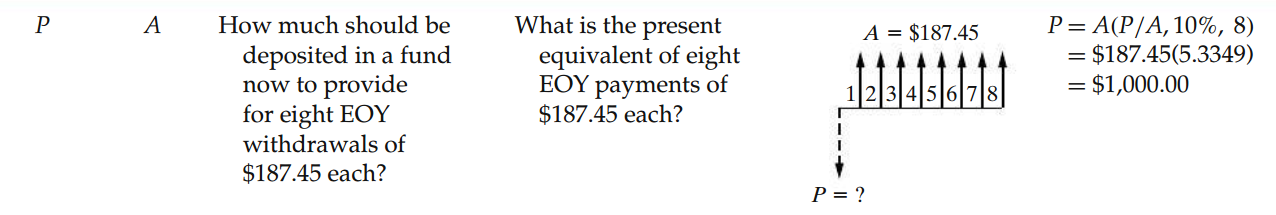 P
A
How much should be
deposited in a fund
now to provide
for eight EOY
withdrawals of
$187.45 each?
What is the present
equivalent of eight
EOY payments of
$187.45 each?
A = $187.45
1 2 3 4 5 6 7 8
P = ?
P = A(P/A, 10%, 8)
= $187.45(5.3349)
= $1,000.00